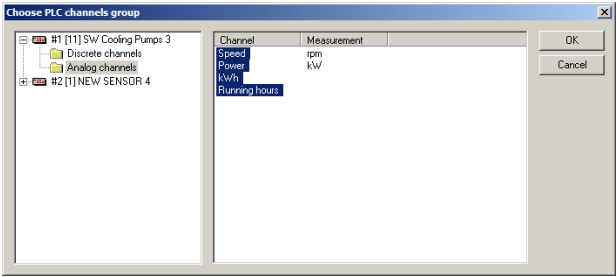 Choose PLC channels group
#1 [11] SW Cooling Pumps 3
Discrete channels
Analog channels
#2 [1] NEW SENSOR 4
Channel Measurement
Speed rpm
Power kW
kWh
Running hours
OK
Cancel